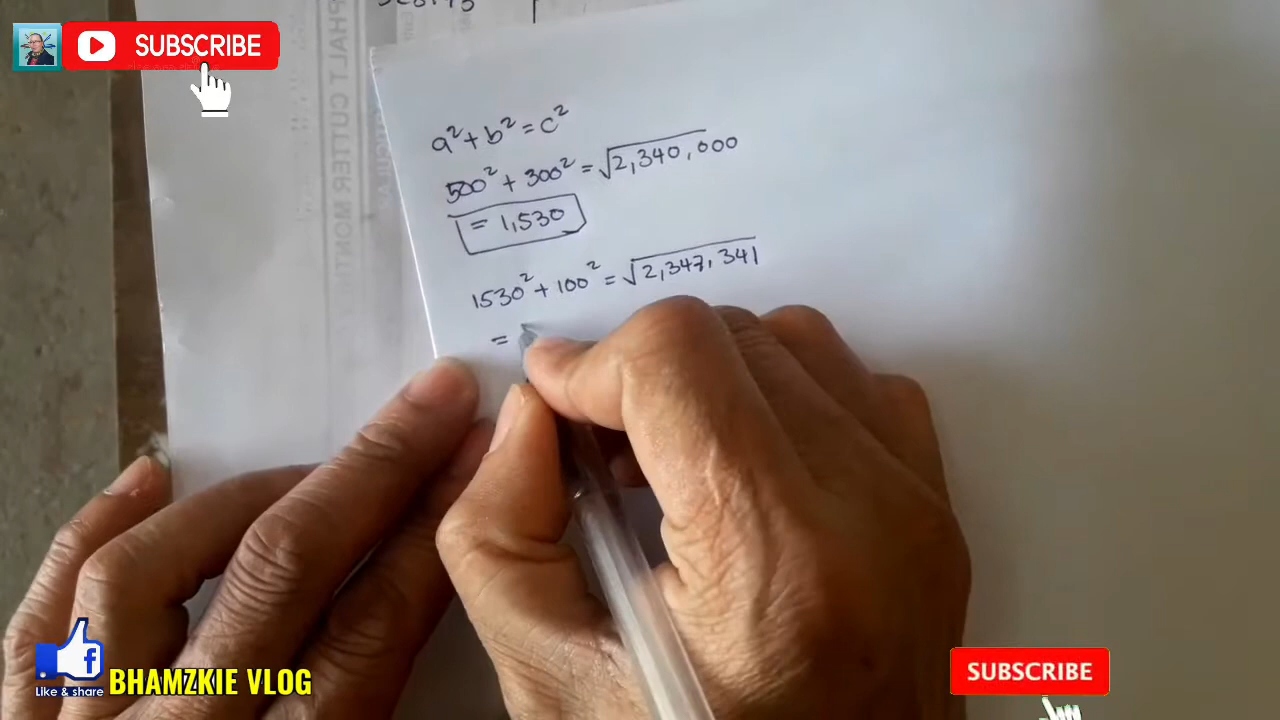 SUBSCRIBE
a² + b² = c²
500² + 300² = √2,340,000
= 1,530
1530² + 100² = √2,347,341
=
Like & share
BHAMZKIE VLOG
SUBSCRIBE